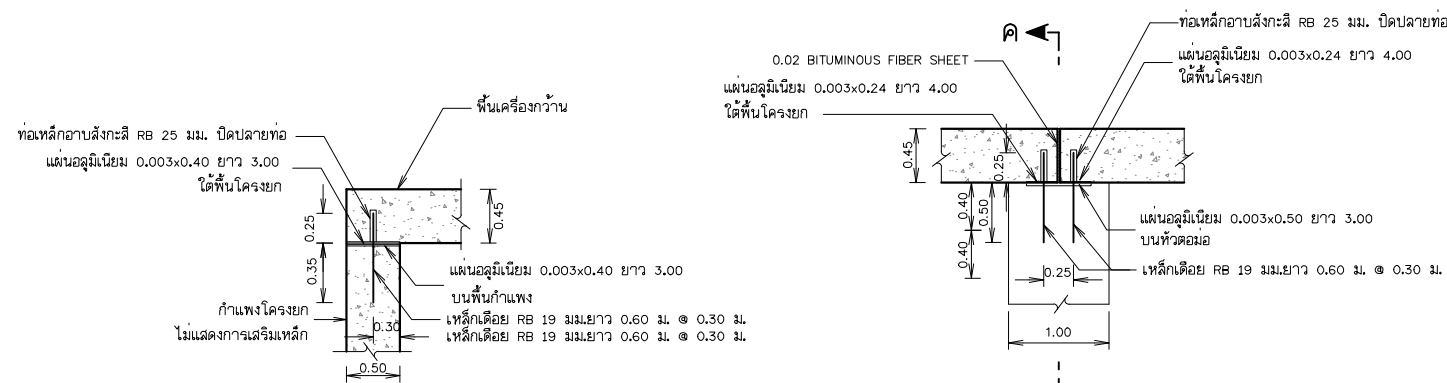 พื้นเครื่องกว้าน
ท่อเหล็กอาบสังกะสี RB 25 มม. ปิดปลายท่อ
แผ่นอลูมิเนียม 0.003x0.40 ยาว 3.00
ใต้พื้นโครงยก
0.25
0.45
0.35
แผ่นอลูมิเนียม 0.003x0.40 ยาว 3.00
บนพื้นกำแพง
กำแพงโครงยก
ไม่แสดงการเสริมเหล็ก
0.30
เหล็กเดือย RB 19 มม.ยาว 0.60 ม. @ 0.30 ม.
เหล็กเดือย RB 19 มม.ยาว 0.60 ม. @ 0.30 ม.
0.50
ค
ท่อเหล็กอาบสังกะสี RB 25 มม. ปิดปลายท่อ
0.02 BITUMINOUS FIBER SHEET
แผ่นอลูมิเนียม 0.003x0.24 ยาว 4.00
ใต้พื้นโครงยก
แผ่นอลูมิเนียม 0.003x0.24 ยาว 4.00
ใต้พื้นโครงยก
0.45
0.25
0.40
0.50
0.40
แผ่นอลูมิเนียม 0.003x0.50 ยาว 3.00
บนหัวตอม่อ
0.25
เหล็กเดือย RB 19 มม.ยาว 0.60 ม. @ 0.30 ม.
1.00